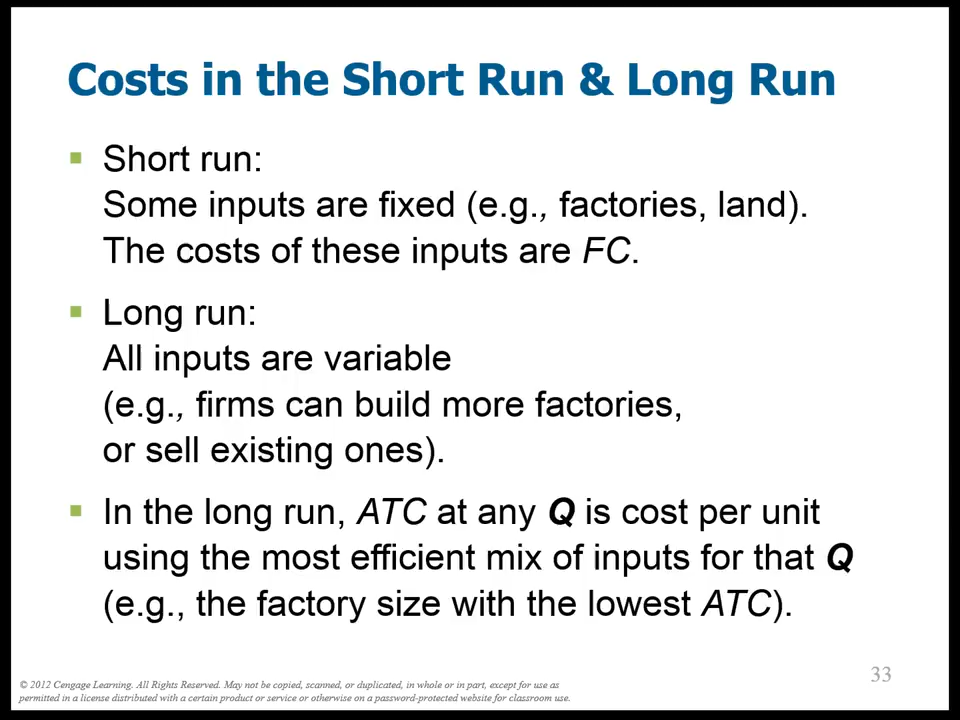 Costs in the Short Run & Long Run
▪ Short run:
Some inputs are fixed (e.g., factories, land).
The costs of these inputs are FC.
▪ Long run:
All inputs are variable
(e.g., firms can build more factories,
or sell existing ones).
▪ In the long run, ATC at any Q is cost per unit
using the most efficient mix of inputs for that Q
(e.g., the factory size with the lowest ATC).
33
© 2012 Cengage Learning. All Rights Reserved. May not be copied, scanned, or duplicated, in whole or in part, except for use as
permitted in a license distributed with a certain product or service or otherwise on a password-protected website for classroom use.